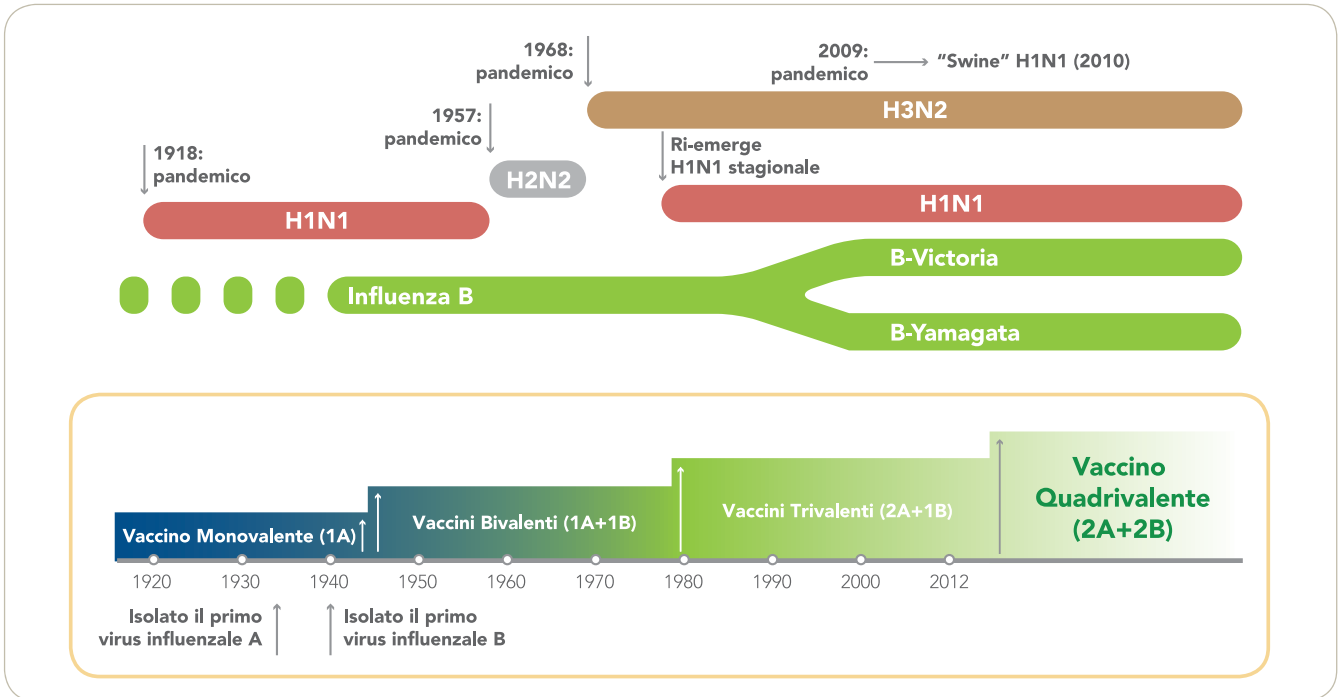 1968:
pandemico
2009:
pandemico
“Swine” H1N1 (2010)
H3N2
1957:
pandemico
Ri-emerge
H1N1 stagionale
1918:
pandemico
H2N2
H1N1
H1N1
B-Victoria
Influenza B
B-Yamagata
Vaccino
Quadrivalente
(2A+2B)
Vaccini Trivalenti (2A+1B)
Vaccini Bivalenti (1A+1B)
Vaccino Monovalente (1A)
1920 1930 1940 1950 1960 1970 1980 1990 2000 2012
Isolato il primo
virus influenzale A
Isolato il primo
virus influenzale B